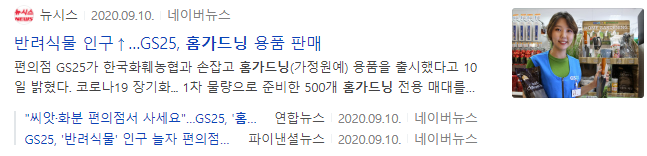 뉴시스 뉴시스 2020.09.10. 네이버뉴스
NEWS
반려식물 인구↑...GS25, 홈가드닝 용품 판매
편의점 GS25가 한국화훼농협과 손잡고 홈가드닝(가정원예) 용품을 출시했다고 10
일 밝혔다. 코로나19 장기화... 1차 물량으로 준비한 500개 홈가드닝 전용 매대를...
"씨앗·화분 편의점서 사세요"...GS25, '홈... 연합뉴스 2020.09.10. 네이버뉴스
GS25, '반려식물' 인구 늘자 편의점... 파이낸셜뉴스 2020.09.10. 네이버뉴스